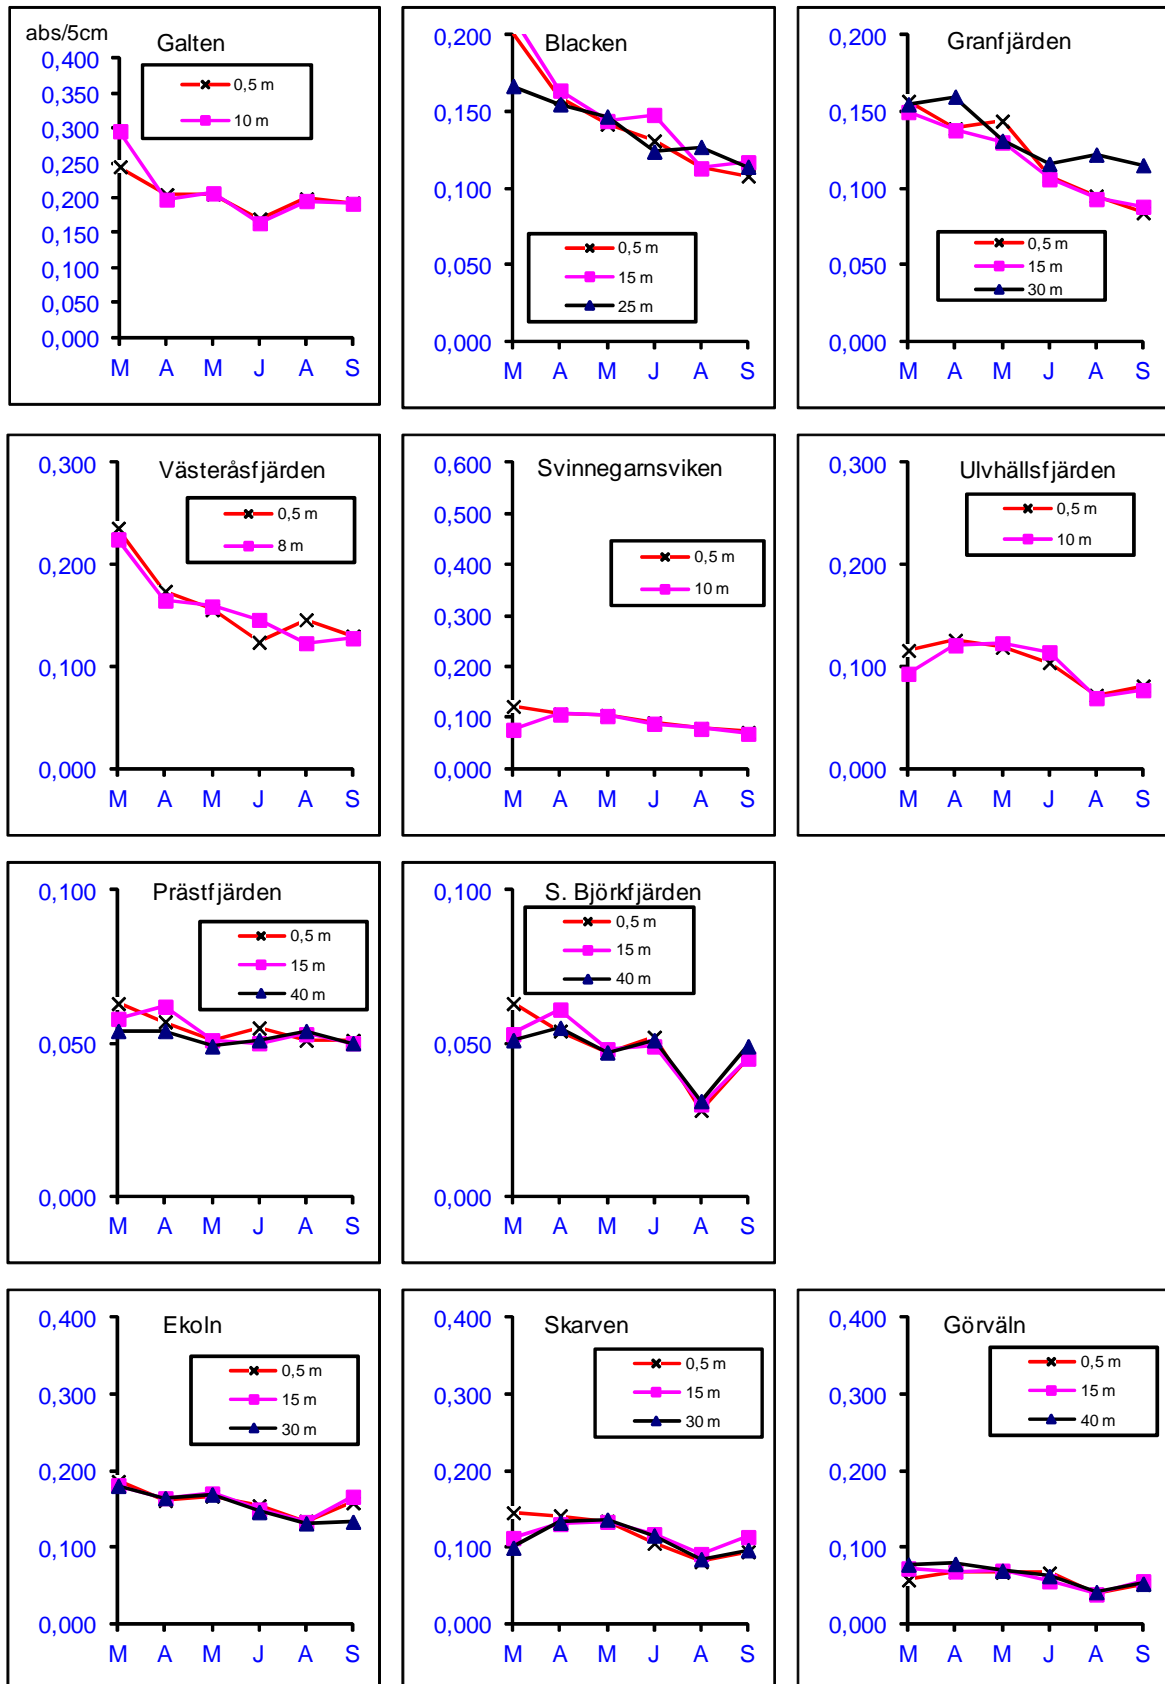 abs/5cm
Galten
0,400
0,350
0,300
0,250
0,200
0,150
0,100
0,050
0,000
0,5 m
10 m
M A M J A S
Blacken
0,200
0,150
0,100
0,050
0,000
0,5 m
15 m
25 m
M A M J A S
Granfjärden
0,200
0,150
0,100
0,050
0,000
0,5 m
15 m
30 m
M A M J A S
Västeråsfjärden
0,300
0,200
0,100
0,000
0,5 m
8 m
M A M J A S
Svinnegarnsviken
0,600
0,500
0,400
0,300
0,200
0,100
0,000
0,5 m
10 m
M A M J A S
Ulvhällsfjärden
0,300
0,200
0,100
0,000
0,5 m
10 m
M A M J A S
Prästfjärden
0,100
0,050
0,000
0,5 m
15 m
40 m
M A M J A S
S. Björkfjärden
0,100
0,050
0,000
0,5 m
15 m
40 m
M A M J A S
Ekoln
0,400
0,300
0,200
0,100
0,000
0,5 m
15 m
30 m
M A M J A S
Skarven
0,400
0,300
0,200
0,100
0,000
0,5 m
15 m
30 m
M A M J A S
Görväln
0,400
0,300
0,200
0,100
0,000
0,5 m
15 m
40 m
M A M J A S